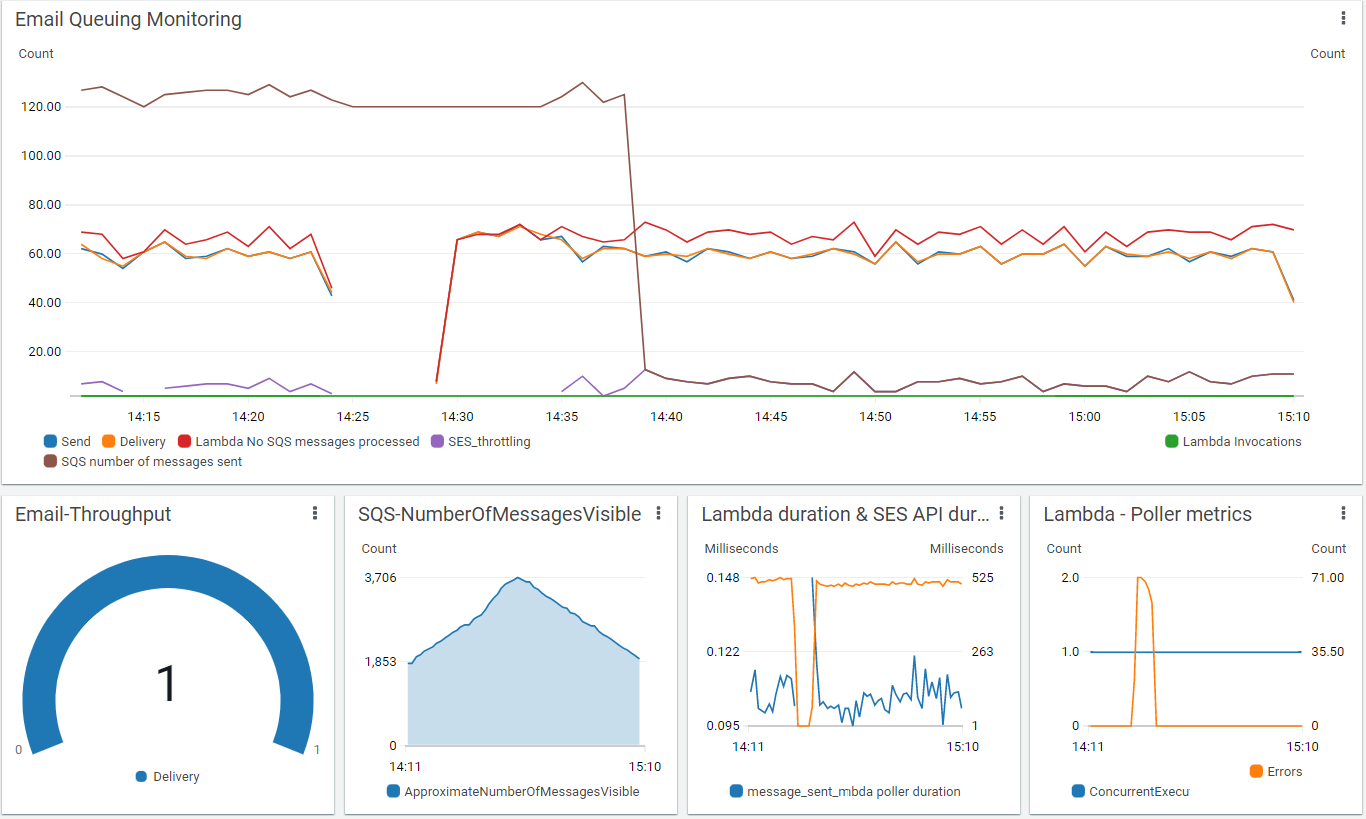 Email Queuing Monitoring
Count Count
120.00
100.00
80.00
60.00
40.00
20.00
14:15 14:20 14:25 14:30 14:35 14:40 14:45 14:50 14:55 15:00 15:05 15:10
Send Delivery Lambda No SQS messages processed SES_throttling Lambda Invocations
SQS number of messages sent
Email-Throughput
1
0 1
Delivery
SQS-NumberOfMessagesVisible
Count
3,706
1,853
0
14:11 15:10
ApproximateNumberOfMessagesVisible
Lambda duration & SES API dur...
Milliseconds Milliseconds
0.148 525
0.122 263
0.095 1
14:11 15:10
message_sent_mbda poller duration
Lambda - Poller metrics
Count Count
2.0 71.00
1.0 35.50
0 0
14:11 15:10
Errors
ConcurrentExecu